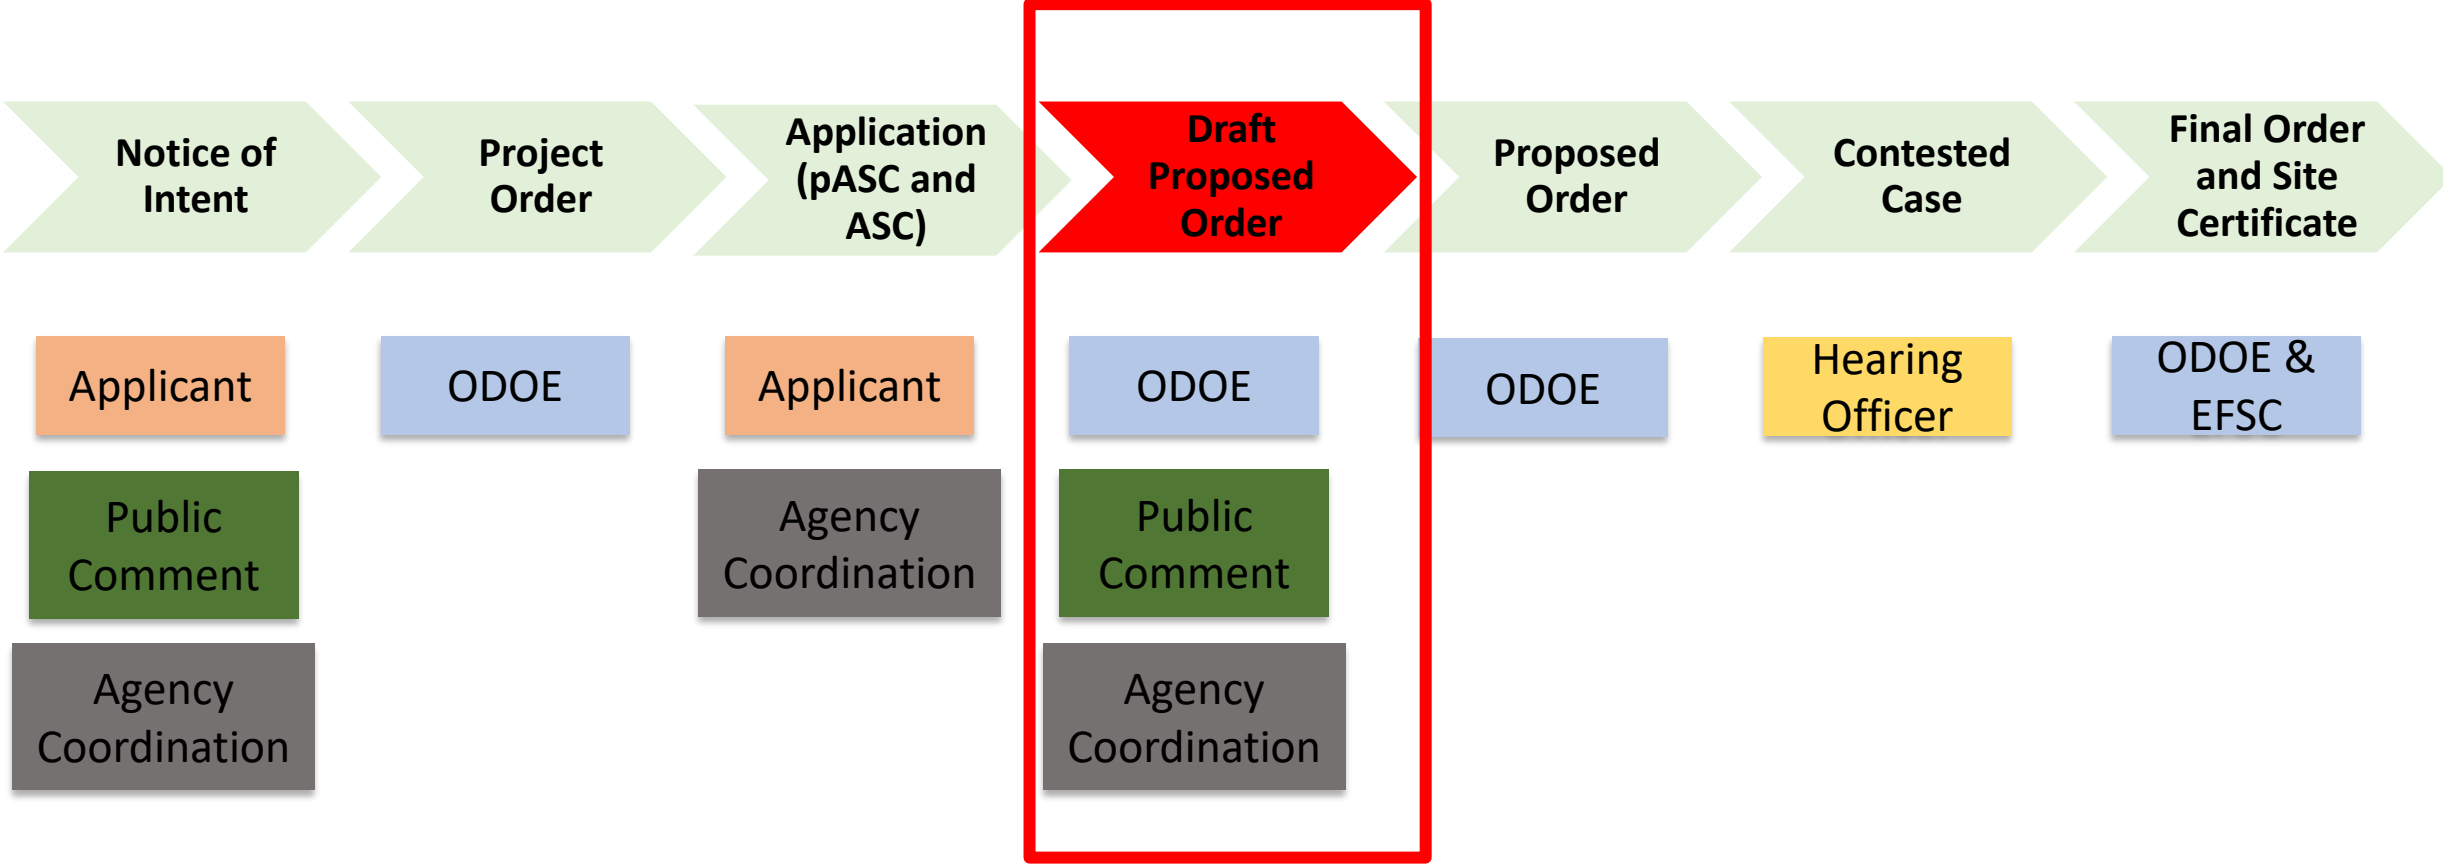 Notice of
Intent
Project
Order
Application
(pASC and
ASC)
Draft
Proposed
Order
Proposed
Order
Contested
Case
Final Order
and Site
Certificate
Applicant
ODOE
Applicant
ODOE
ODOE
Hearing
Officer
ODOE &
EFSC
Public
Comment
Agency
Coordination
Public
Comment
Agency
Coordination
Agency
Coordination